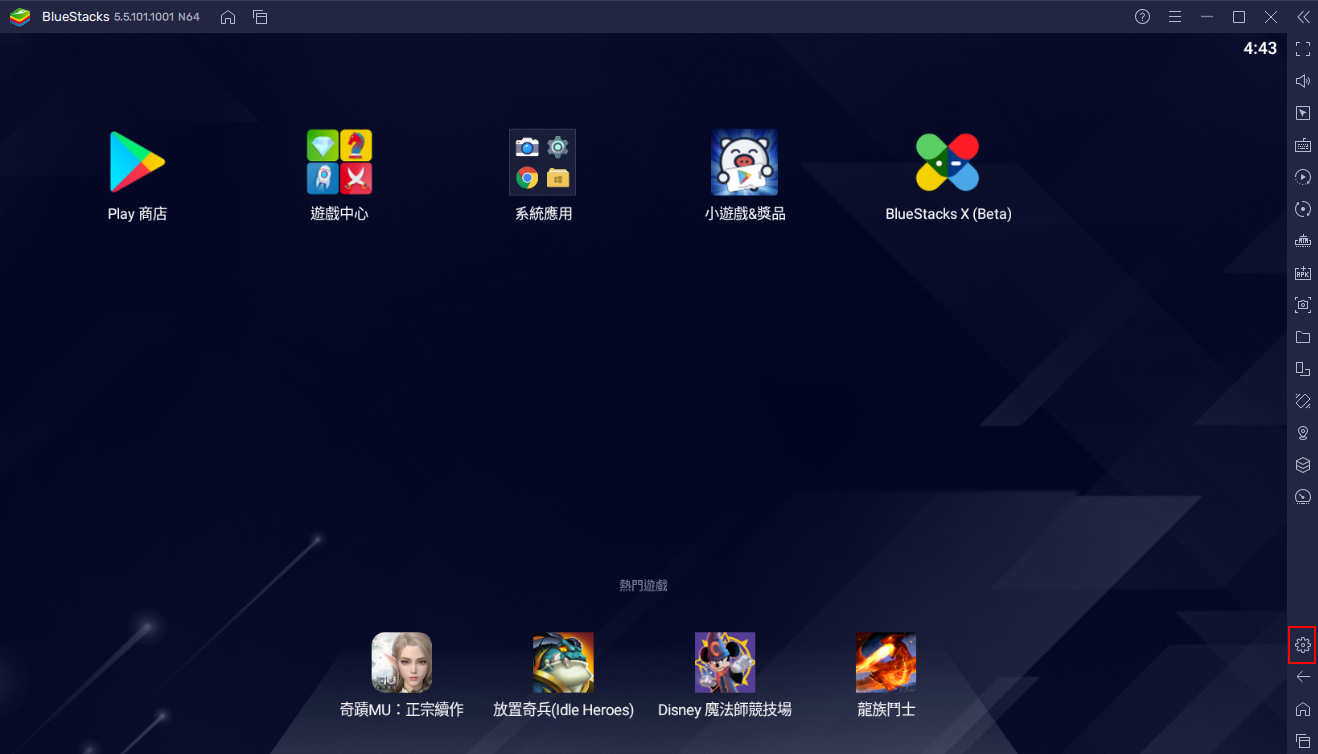 BlueStacks 5.5.101.1001 N64
4:43
Play 商店
遊戲中心
系統應用
小遊戲&獎品
BlueStacks X (Beta)
熱門遊戲
奇蹟MU：正宗續作
放置奇兵(Idle Heroes)
Disney 魔法師競技場
龍族鬥士